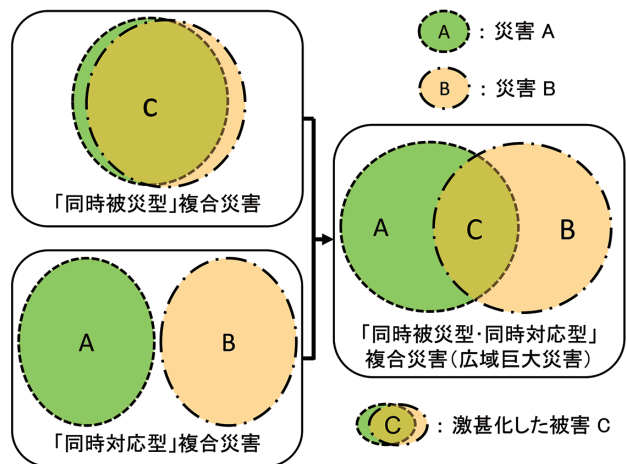 C
「同時被災型」複合災害
A
B
「同時対応型」複合災害
A
：災害 A
B
：災害 B
A
C
B
「同時被災型・同時対応型」
複合災害（広域巨大災害）
C
：激甚化した被害 C